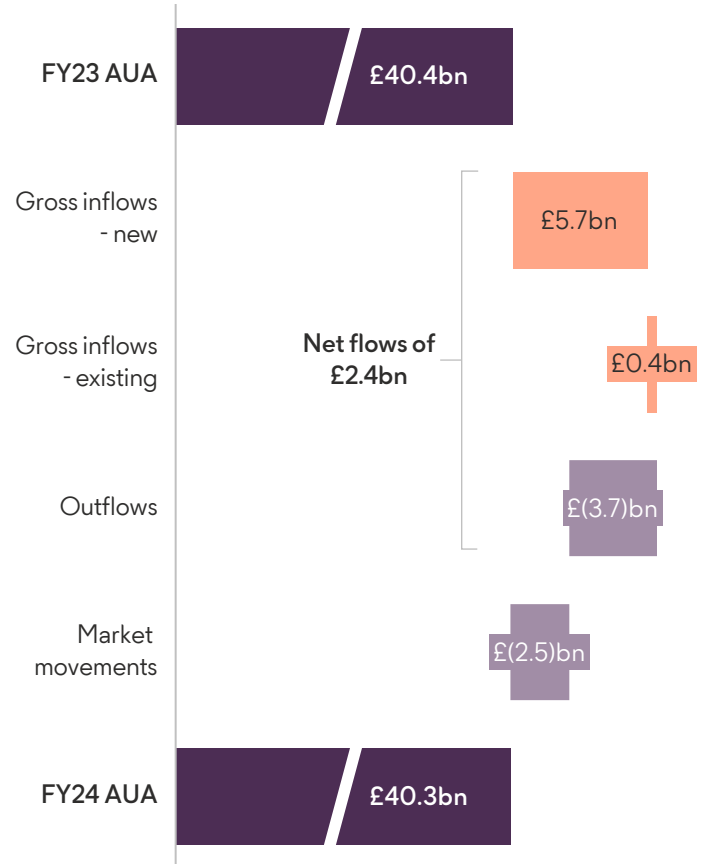 FY23 AUA
£40.4bn
Gross inflows
- new
£5.7bn
Gross inflows
- existing
£0.4bn
Net flows of
£2.4bn
Outflows
£(3.7)bn
Market
movements
£(2.5)bn
FY24 AUA
£40.3bn